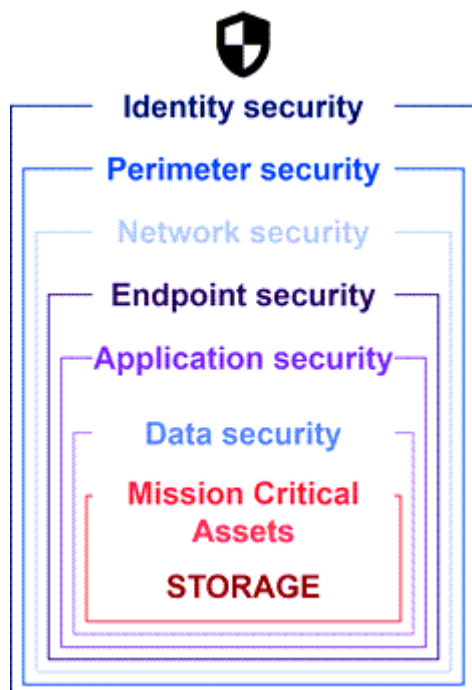 Identity security
Perimeter security
Network security
Endpoint security
Application security
Data security
Mission Critical
Assets
STORAGE